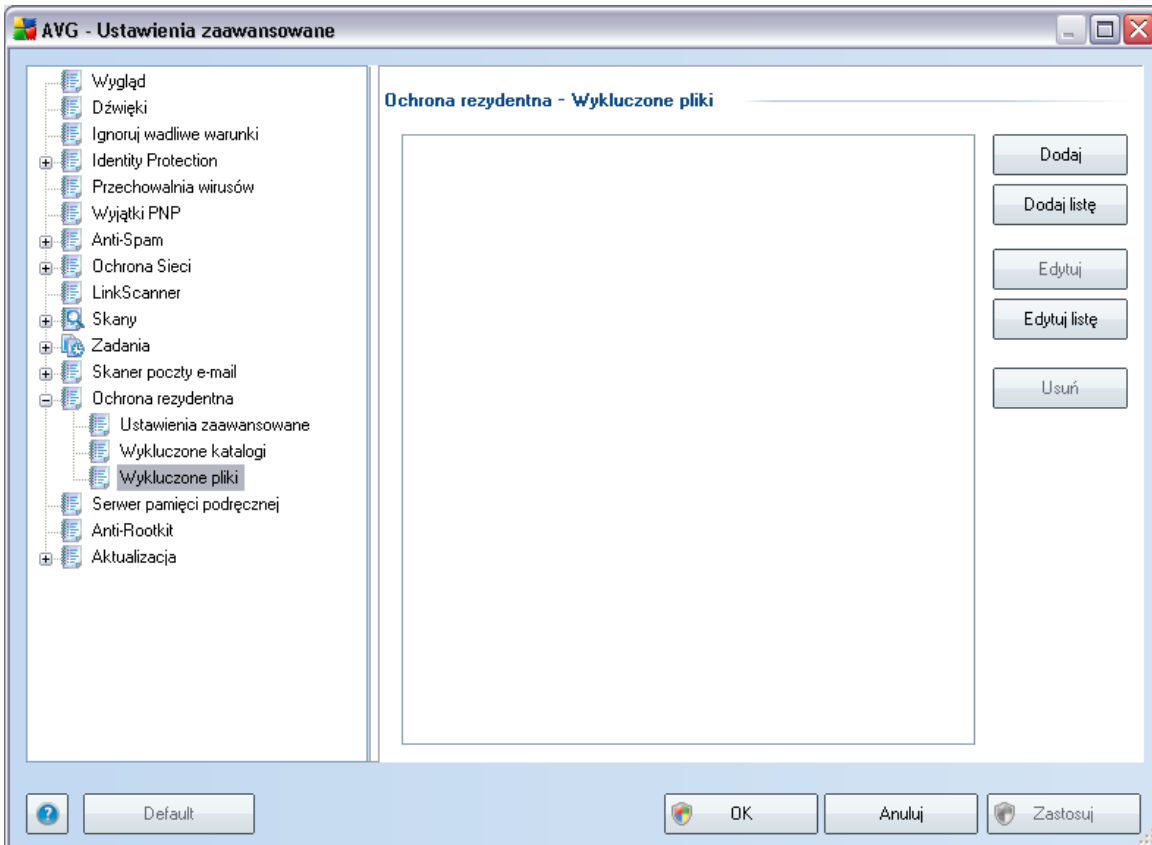 AVG - Ustawienia zaawansowane
Wygląd
Dźwięki
Ignoruj wadliwe warunki
Identity Protection
Przechowalnia wirusów
Wyjątki PNP
Anti-Spam
Ochrona Sieci
LinkScanner
Skany
Zadania
Skaner poczty e-mail
Ochrona rezydentna
Ustawienia zaawansowane
Wykluczone katalogi
Wykluczone pliki
Serwer pamięci podręcznej
Anti-Rootkit
Aktualizacja
Ochrona rezydentna - Wykluczone pliki
Dodaj
Dodaj listę
Edytuj
Edytuj listę
Usuń
Default
OK
Anuluj
Zastosuj